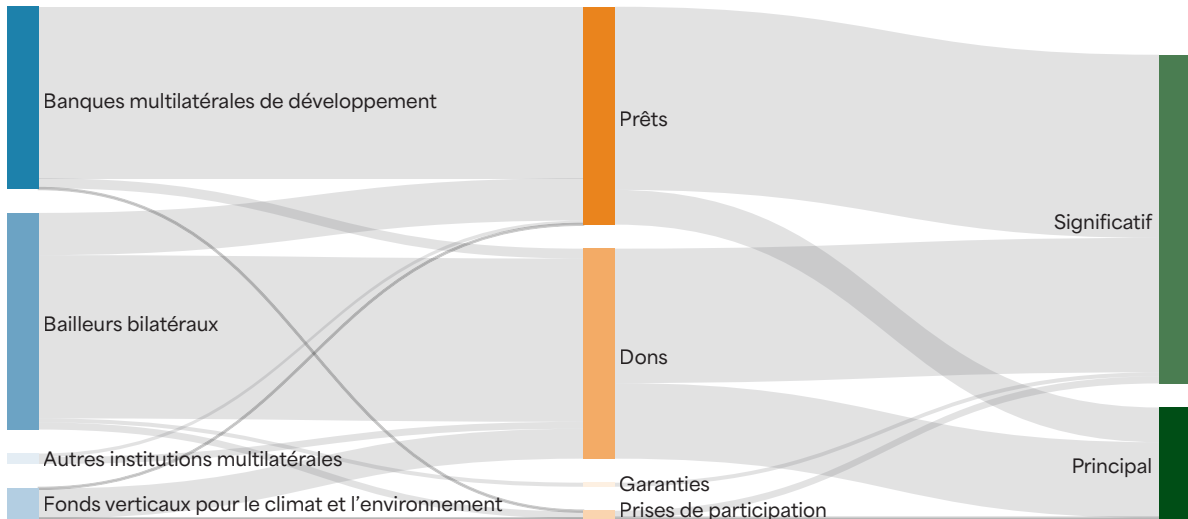 Banques multilatérales de développement
Bailleurs bilatéraux
Autres institutions multilatérales
Fonds verticaux pour le climat et l’environnement
Prêts
Dons
Garanties
Prises de participation
Significatif
Principal